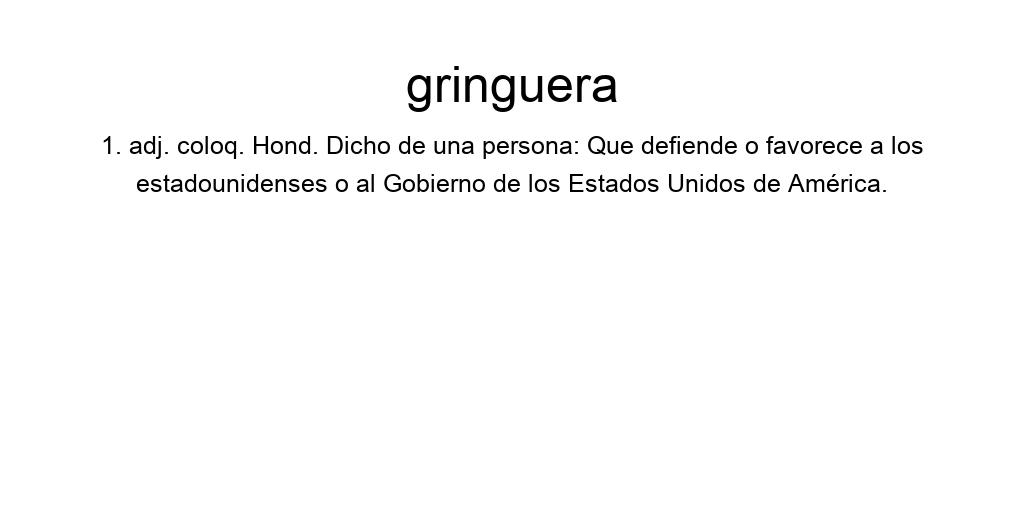 gringuera
1. adj. coloq. Hond. Dicho de una persona: Que defiende o favorece a los
estadounidenses o al Gobierno de los Estados Unidos de América.